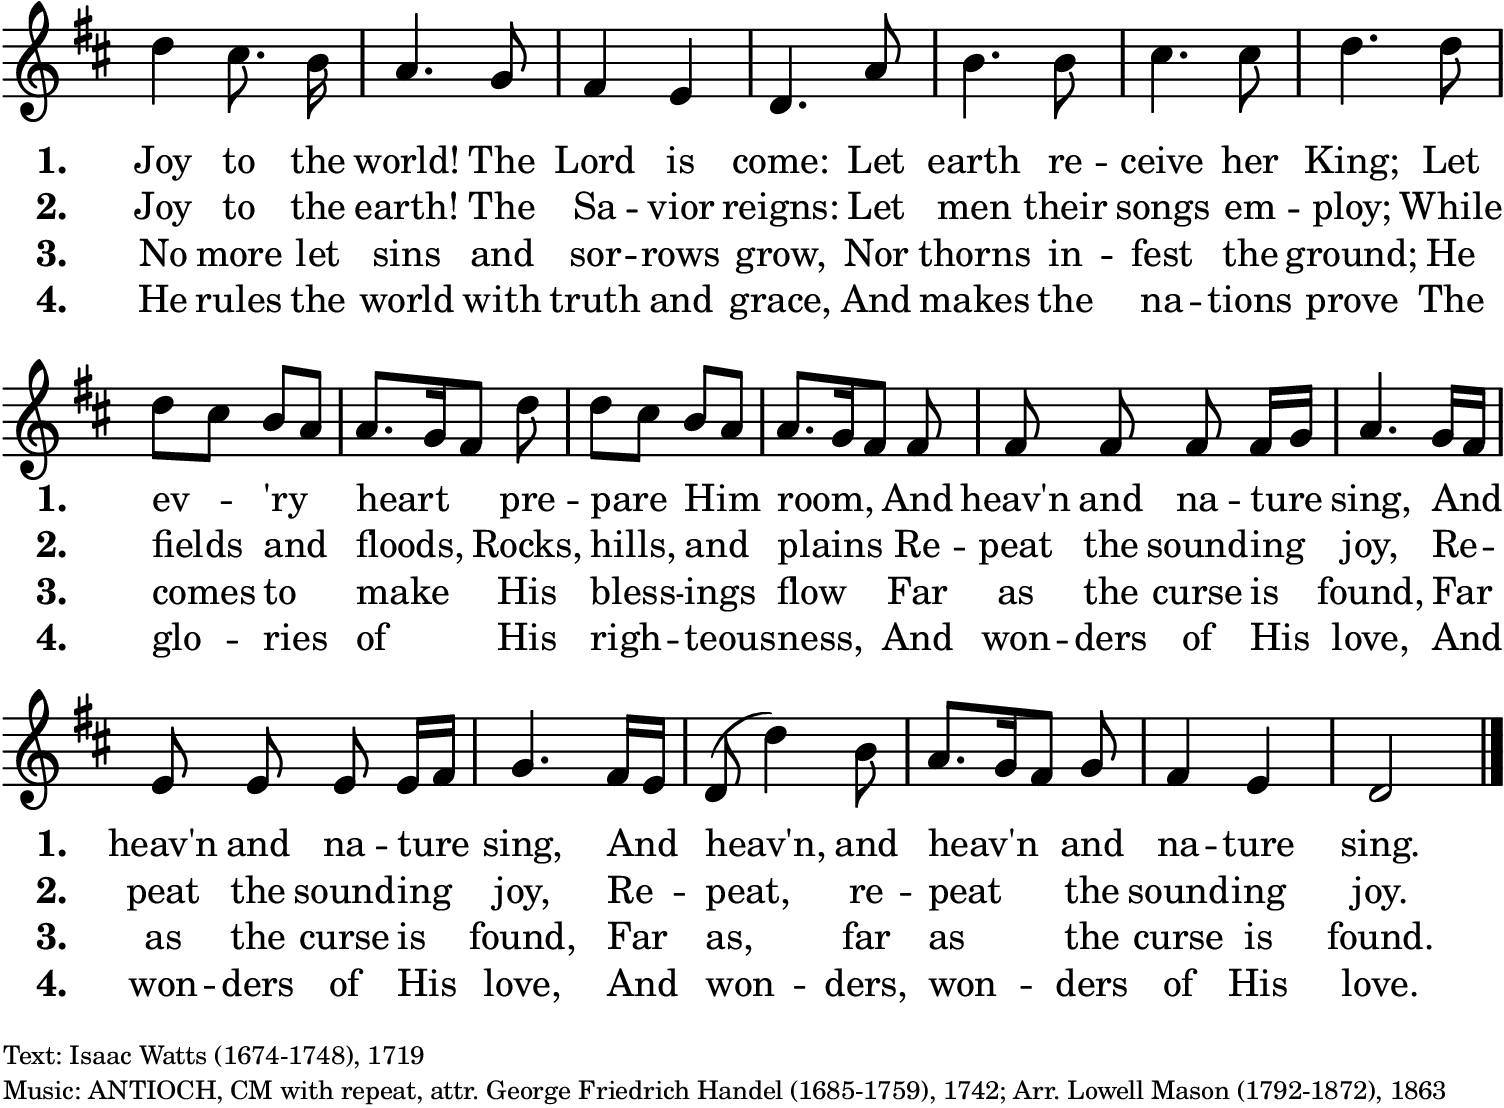 1. Joy to the world! The Lord is come: Let earth re - ceive her King; Let
2. Joy to the earth! The Sa - vior reigns: Let men their songs em - ploy; While
3. No more let sins and sor - rows grow, Nor thorns in - fest the ground; He
4. He rules the world with truth and grace, And makes the na - tions prove The
1. ev - 'ry heart pre - pare Him room, And heav'n and na - ture sing, And
2. fields and floods, Rocks, hills, and plains Re - peat the sounding joy, Re -
3. comes to make His bless - ings flow Far as the curse is found, Far
4. glo - ries of His righ - teousness, And won - ders of His love, And
1. heav'n and na - ture sing, And heav'n, and heav'n and na - ture sing.
2. peat the sounding joy, Re - peat, re - peat the sounding joy.
3. as the curse is found, Far as, far as the curse is found.
4. won - ders of His love, And won - ders, won - ders of His love.
Text: Isaac Watts (1674-1748), 1719
Music: ANTIOCH, CM with repeat, attr. George Friedrich Handel (1685-1759), 1742; Arr. Lowell Mason (1792-1872), 1863